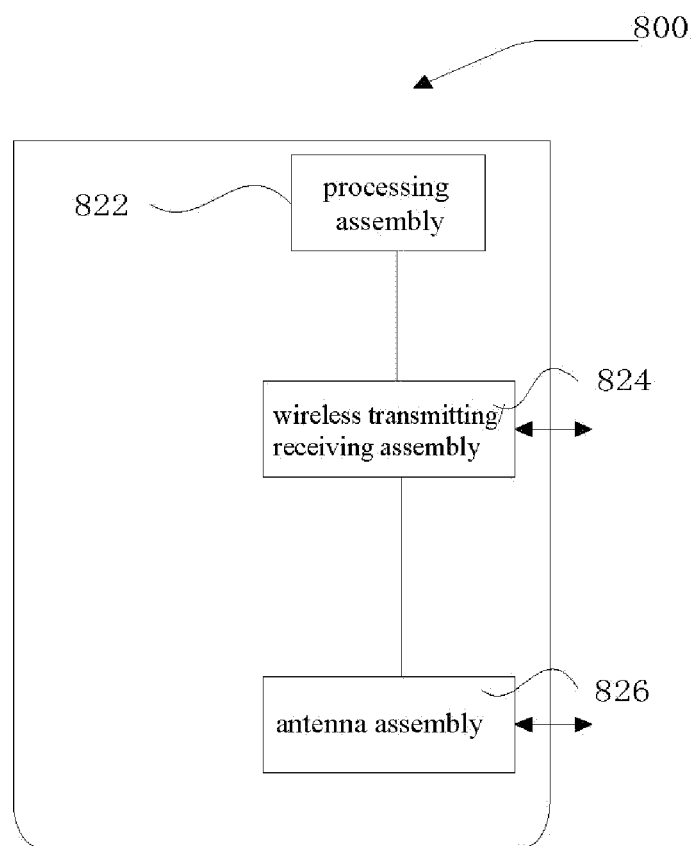 800
processing
assembly
822
824
wireless transmitting/
receiving assembly
826
antenna assembly